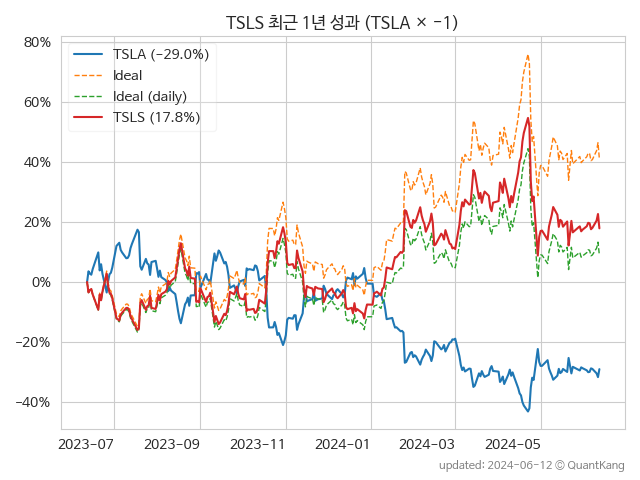 TSLS 최근 1년 성과 (TSLA × −1)
80%
60%
40%
20%
0%
−20%
−40%
TSLA (−29.0%)
Ideal
Ideal (daily)
TSLS (17.8%)
2023-07 2023-09 2023-11 2024-01 2024-03 2024-05
updated: 2024-06-12 © QuantKang